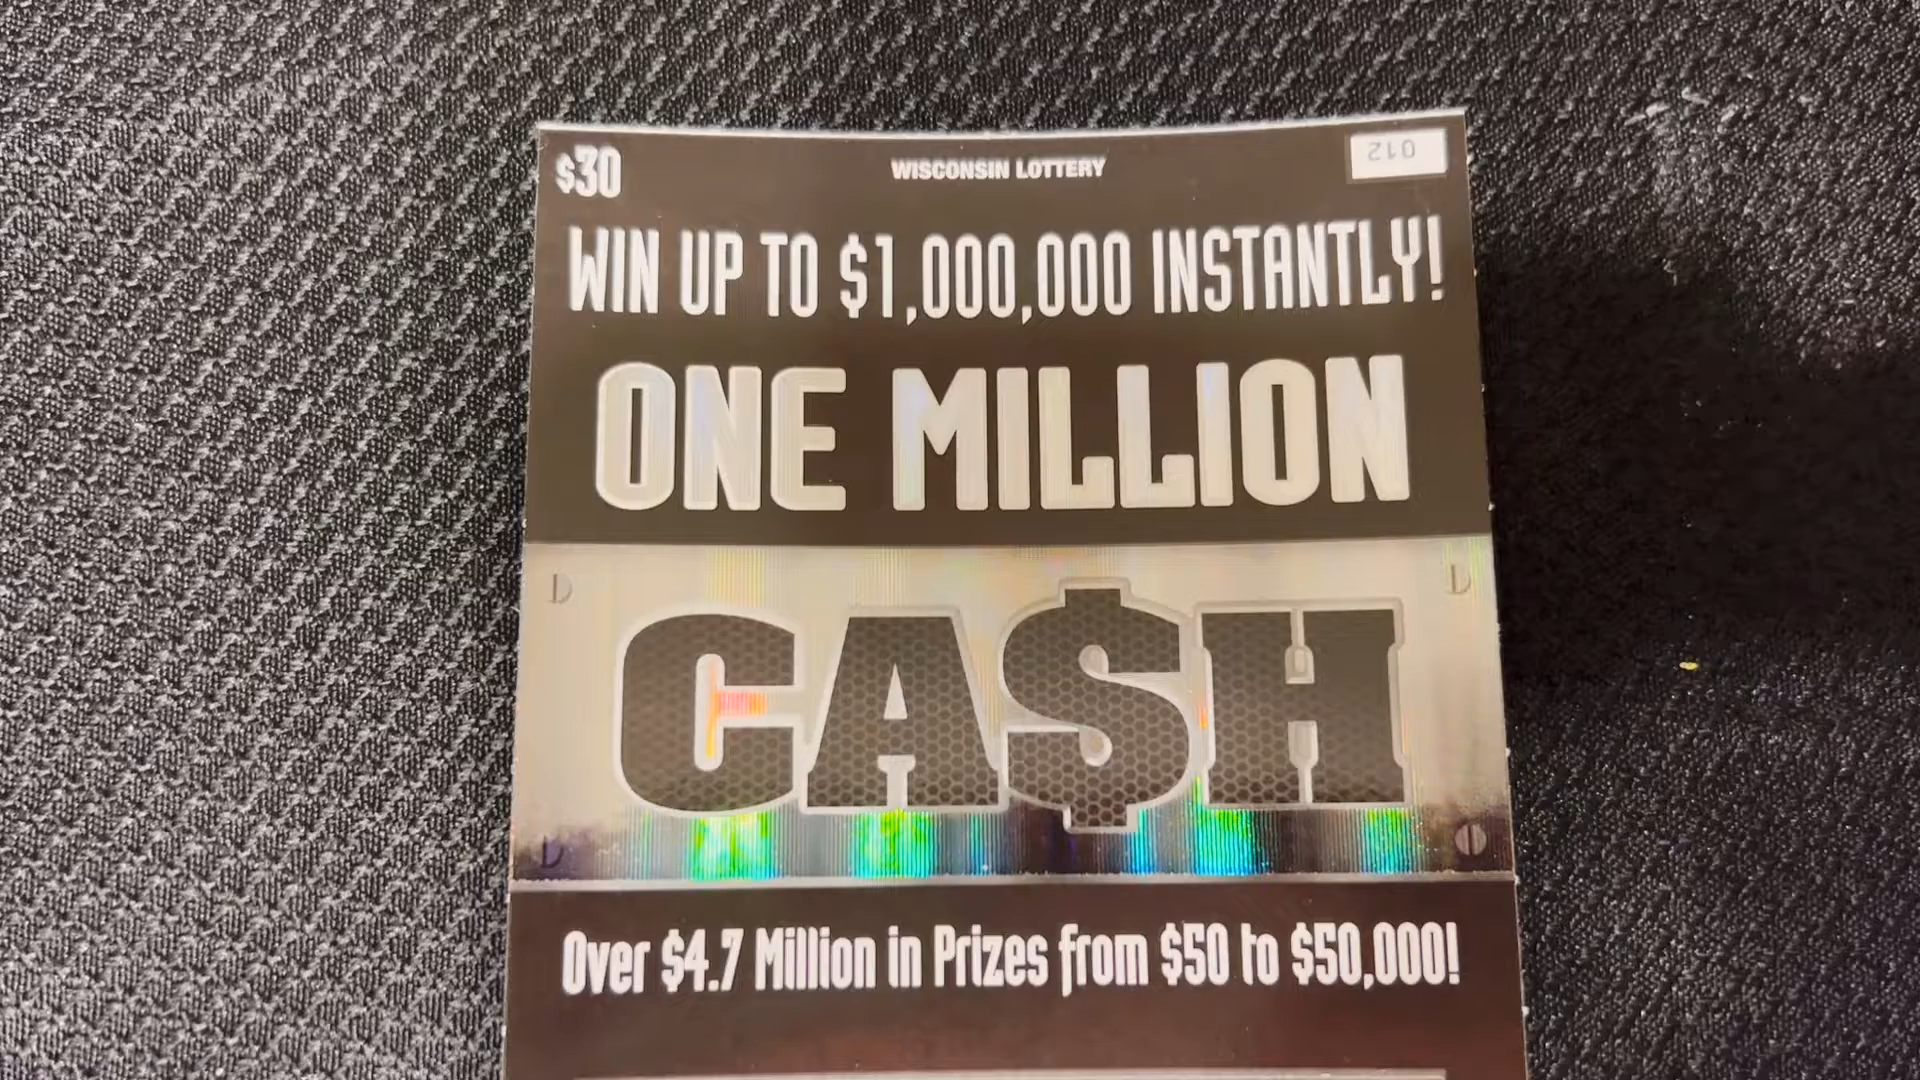 $30
WISCONSIN LOTTERY
012
WIN UP TO $1,000,000 INSTANTLY!
ONE MILLION
CA$H
D
D
D
Over $4.7 Million in Prizes from $50 to $50,000!